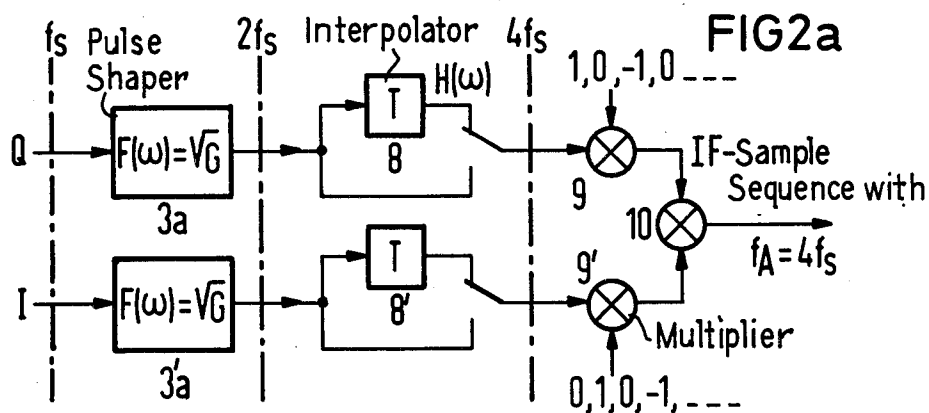 FIG2a
fs
Pulse
Shaper
2fs
Interpolator
4fs
1,0,-1,0 ---
Q
F(ω)=√G
3a
T
8
H(ω)
9
IF-Sample
Sequence with
10
fA=4fs
I
F(ω)=√G
3'a
T
8'
9'
Multiplier
0,1,0,-1, ---